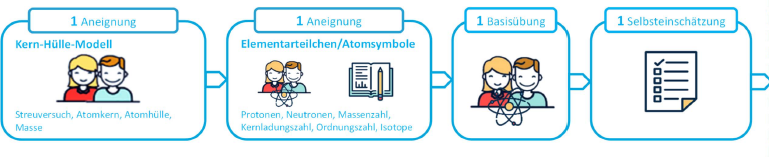 1 Aneignung
Kern-Hülle-Modell
Streuversuch, Atomkern, Atomhülle,
Masse
1 Aneignung
Elementarteilchen/Atomsymbole
Protonen, Neutronen, Massenzahl,
Kernladungszahl, Ordnungszahl, Isotope
1 Basisübung
1 Selbsteinschätzung